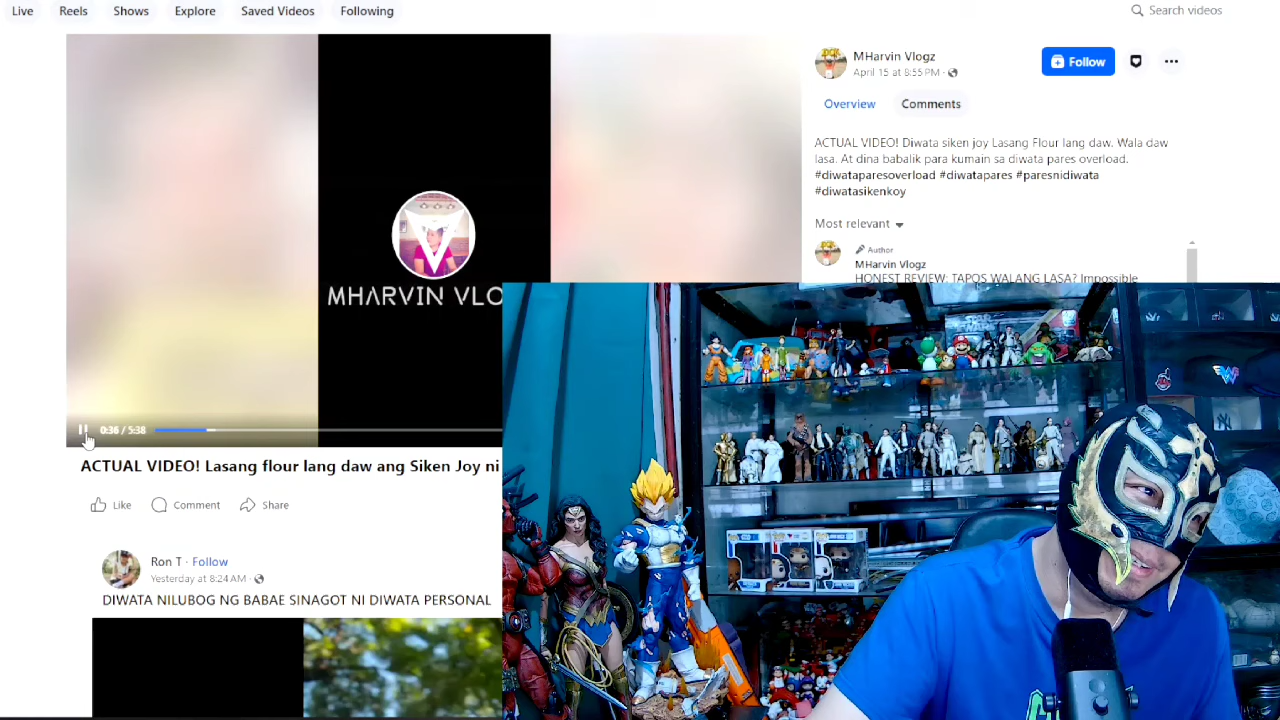 Live
Reels
Shows
Explore
Saved Videos
Following
Search videos
MHarvin Vlogz
April 15 at 8:55 PM ·
Follow
Overview
Comments
ACTUAL VIDEO! Diwata siken joy Lasang Flour lang daw. Wala daw
lasa. At dina babalik para kumain sa diwata pares overload.
#diwataparesoverload #diwatapares #paresnidiwata
#diwatasikenkoy
Most relevant
Author
MHarvin Vlogz
HONEST REVIEW: TAPOS WALANG LASA? Impossible
MHARVIN VLO
0:36 / 5:38
ACTUAL VIDEO! Lasang flour lang daw ang Siken Joy ni
Like
Comment
Share
Ron T · Follow
Yesterday at 8:24 AM ·
DIWATA NILUBOG NG BABAE SINAGOT NI DIWATA PERSONAL